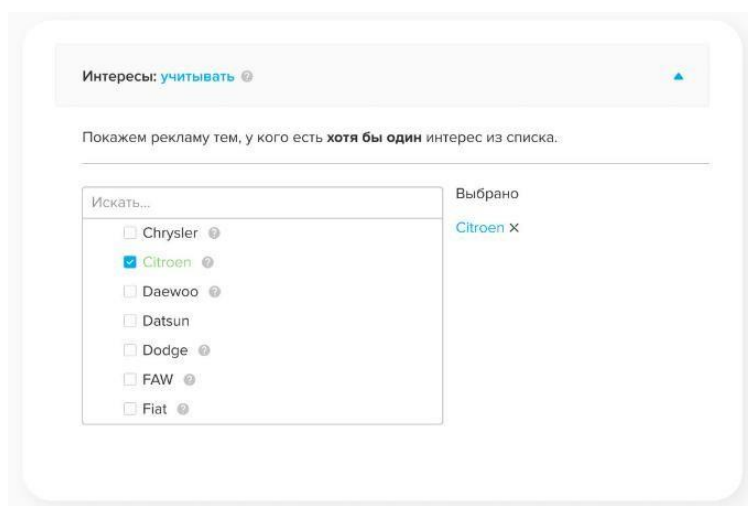 Интересы: учитывать ?
Покажем рекламу тем, у кого есть хотя бы один интерес из списка.
Искать...
Chrysler ?
Citroen ?
Daewoo ?
Datsun
Dodge ?
FAW ?
Fiat ?
Выбрано
Citroen ×